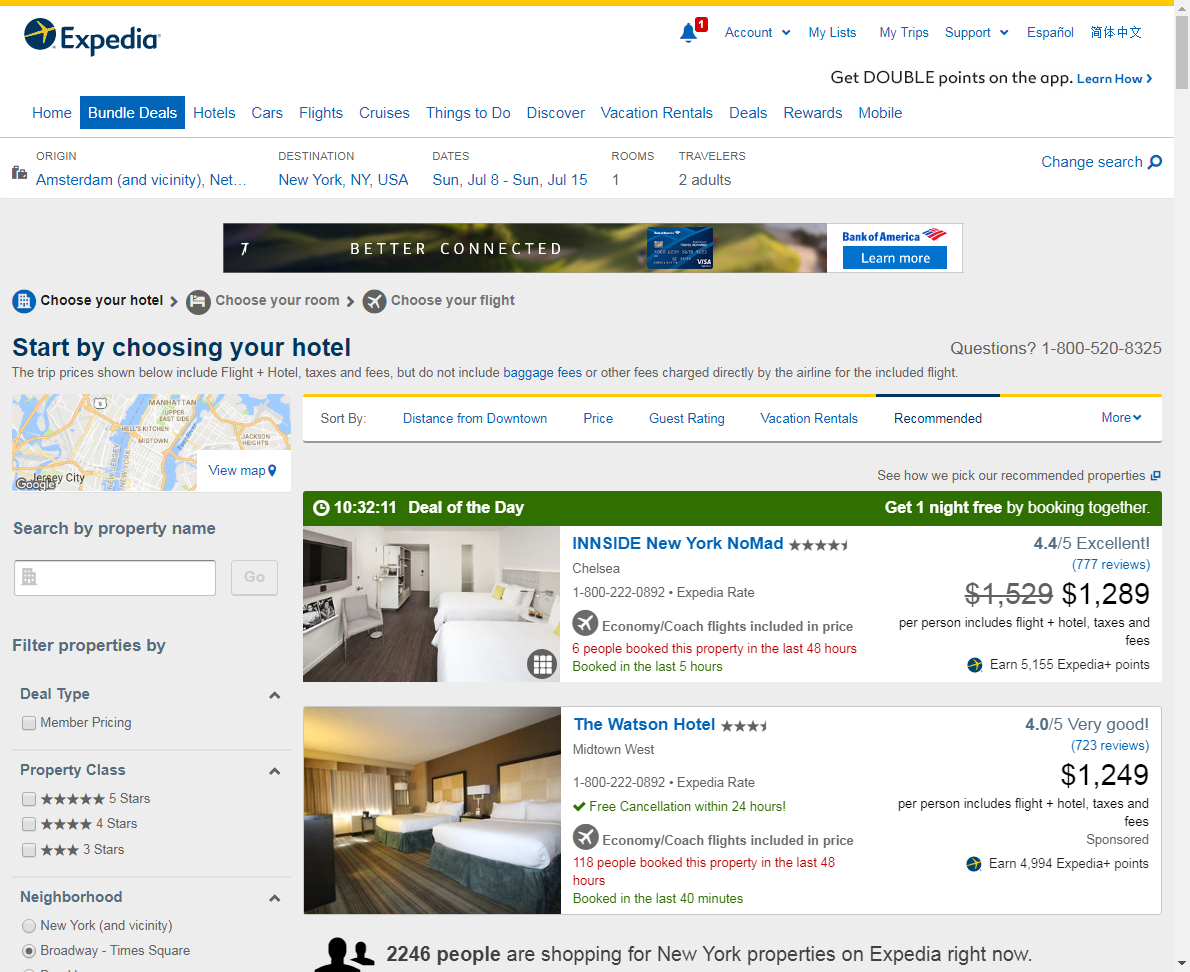 Expedia
1
Account
My Lists
My Trips
Support
Español
简体中文
Get DOUBLE points on the app. Learn How
Home
Bundle Deals
Hotels
Cars
Flights
Cruises
Things to Do
Discover
Vacation Rentals
Deals
Rewards
Mobile
ORIGIN
Amsterdam (and vicinity), Net...
DESTINATION
New York, NY, USA
DATES
Sun, Jul 8 - Sun, Jul 15
ROOMS
1
TRAVELERS
2 adults
Change search
BETTER CONNECTED
Bank of America
Learn more
Choose your hotel
Choose your room
Choose your flight
Start by choosing your hotel
Questions? 1-800-520-8325
The trip prices shown below include Flight + Hotel, taxes and fees, but do not include baggage fees or other fees charged directly by the airline for the included flight.
MANHATTAN
9
UPPER
EAST SIDE
HELL'S KITCHEN
MIDTOWN
JACKSON
HEIGHTS
NEW JERSEY
NEW YORK
Jersey City
Google
View map
Sort By:
Distance from Downtown
Price
Guest Rating
Vacation Rentals
Recommended
More
See how we pick our recommended properties
Search by property name
Go
Filter properties by
Deal Type
Member Pricing
Property Class
5 Stars
4 Stars
3 Stars
Neighborhood
New York (and vicinity)
Broadway - Times Square
10:32:11 Deal of the Day
Get 1 night free by booking together.
INNSIDE New York NoMad
Chelsea
1-800-222-0892 • Expedia Rate
Economy/Coach flights included in price
6 people booked this property in the last 48 hours
Booked in the last 5 hours
4.4/5 Excellent!
(777 reviews)
$1,529 $1,289
per person includes flight + hotel, taxes and
fees
Earn 5,155 Expedia+ points
The Watson Hotel
Midtown West
1-800-222-0892 • Expedia Rate
Free Cancellation within 24 hours!
Economy/Coach flights included in price
118 people booked this property in the last 48
hours
Booked in the last 40 minutes
4.0/5 Very good!
(723 reviews)
$1,249
per person includes flight + hotel, taxes and
fees
Sponsored
Earn 4,994 Expedia+ points
2246 people are shopping for New York properties on Expedia right now.